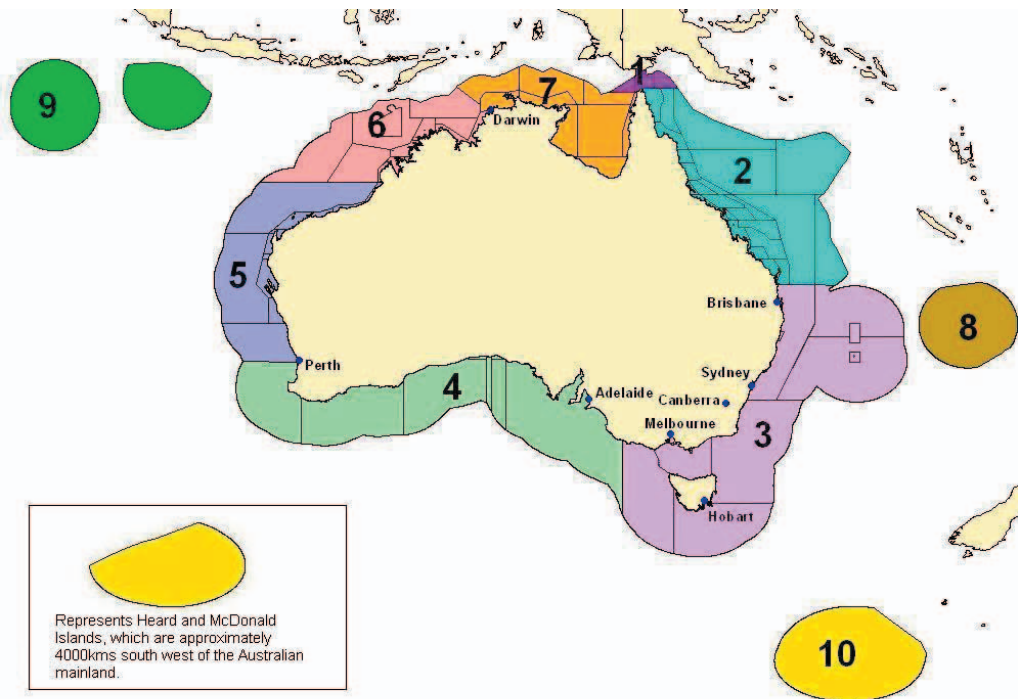 1
7
9
6
Darwin
2
5
Brisbane
8
Perth
Sydney
4
Adelaide
Canberra
Melbourne
3
Hobart
Represents Heard and McDonald
Islands, which are approximately
4000kms south west of the Australian
mainland.
10